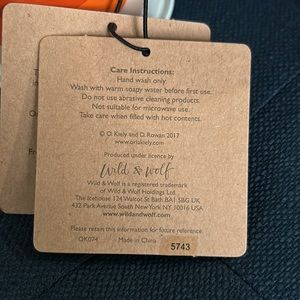 Care Instructions:
Hand wash only
Wash with warm soapy water before first use.
Do not use abrasive cleaning products.
Not suitable for microwave use.
Take care when filled with hot contents.
© O. Kiely and D. Rowan 2017
www.orlakiely.com
Produced under licence by
Wild & Wolf
Wild & Wolf is a registered trademark
of Wild & Wolf Holdings Ltd.
The Icehouse 124 Walcot St Bath BA1 5BG UK
432 Park Avenue South New York NY 10016 USA
www.wildandwolf.com
Please retain this information for future reference.
OK074 Made in China 5743